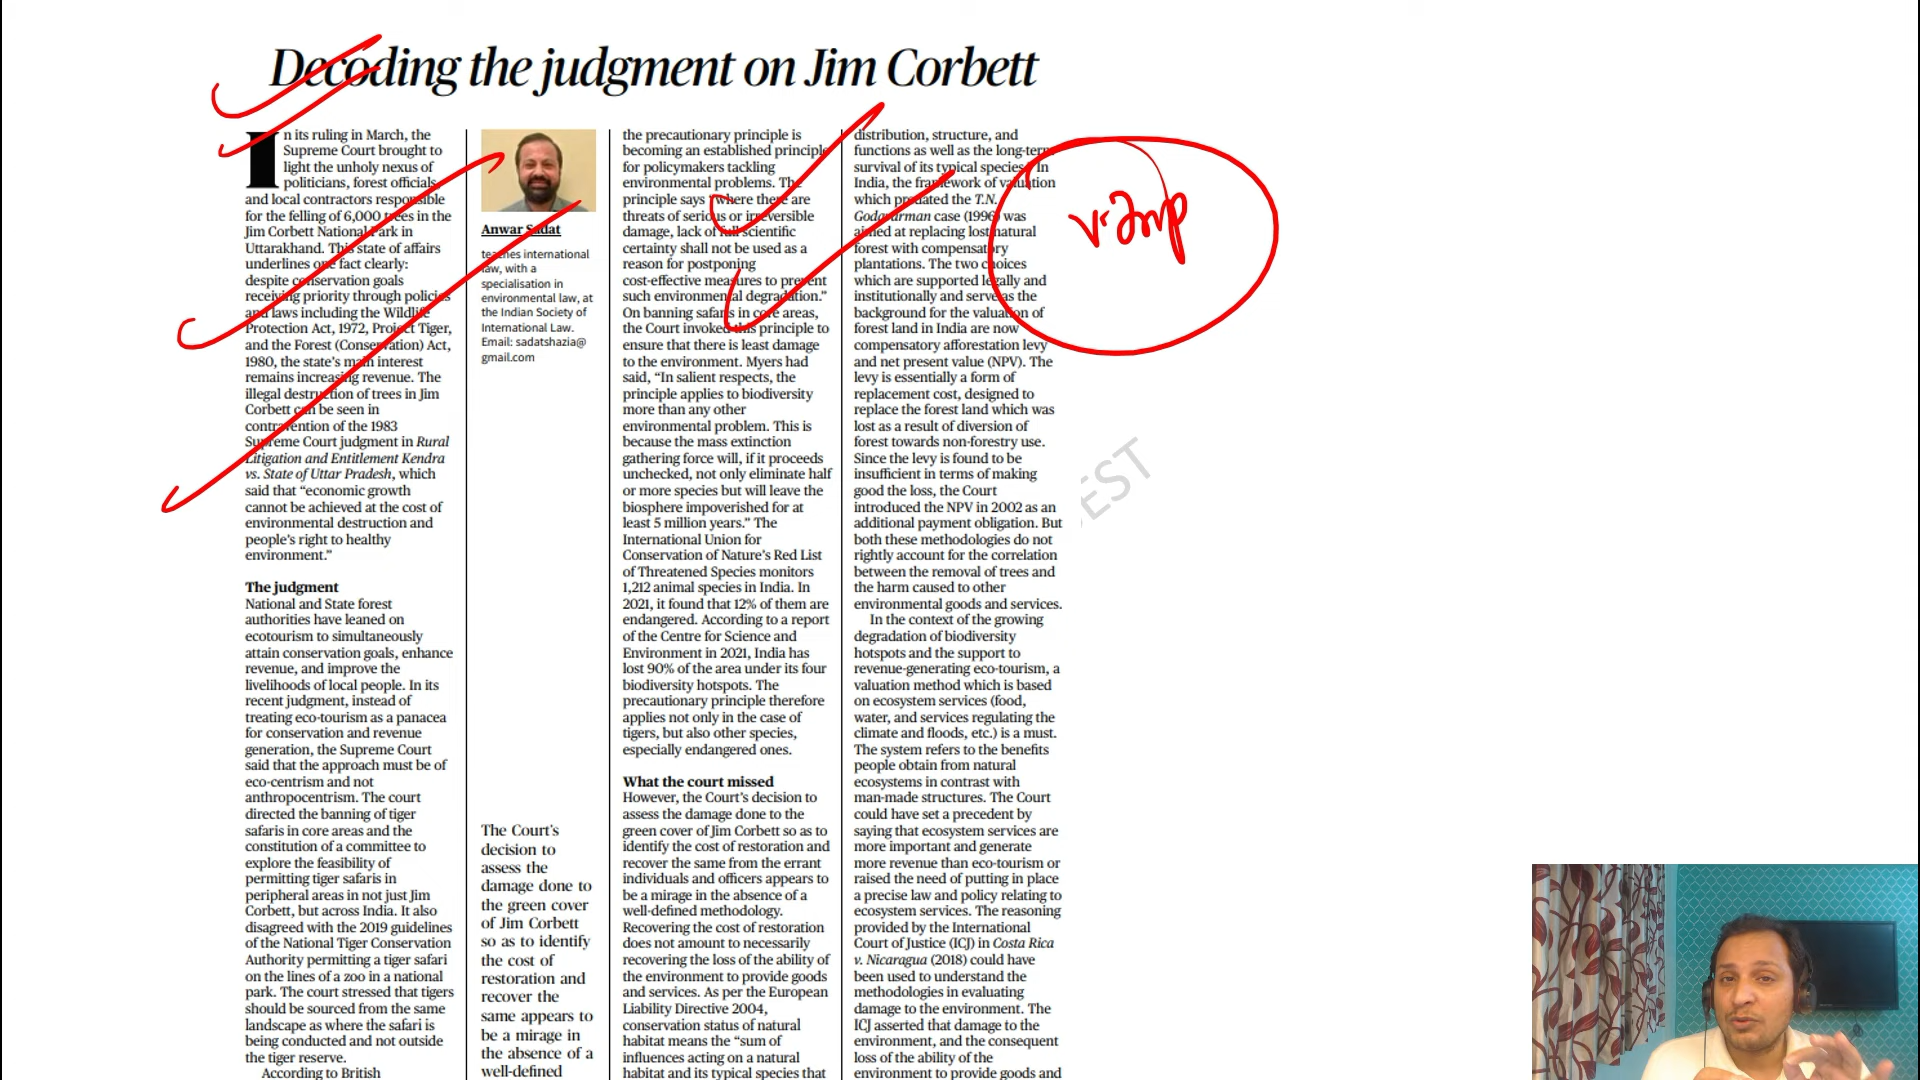 Decoding the judgment on Jim Corbett
In its ruling in March, the
Supreme Court brought to
light the unholy nexus of
politicians, forest officials,
and local contractors responsible
for the felling of 6,000 trees in the
Jim Corbett National Park in
Uttarakhand. This state of affairs
underlines one fact clearly:
despite conservation goals
receiving priority through policies
and laws including the Wildlife
Protection Act, 1972, Project Tiger,
and the Forest (Conservation) Act,
1980, the state's main interest
remains increasing revenue. The
illegal destruction of trees in Jim
Corbett can be seen in
contravention of the 1983
Supreme Court judgment in Rural
Litigation and Entitlement Kendra
vs. State of Uttar Pradesh, which
said that “economic growth
cannot be achieved at the cost of
environmental destruction and
people's right to healthy
environment.”
The judgment
National and State forest
authorities have leaned on
ecotourism to simultaneously
attain conservation goals, enhance
revenue, and improve the
livelihoods of local people. In its
recent judgment, instead of
treating eco-tourism as a panacea
for conservation and revenue
generation, the Supreme Court
said that the approach must be of
eco-centrism and not
anthropocentrism. The court
directed the banning of tiger
safaris in core areas and the
constitution of a committee to
explore the feasibility of
permitting tiger safaris in
peripheral areas in not just Jim
Corbett, but across India. It also
disagreed with the 2019 guidelines
of the National Tiger Conservation
Authority permitting a tiger safari
on the lines of a zoo in a national
park. The court stressed that tigers
should be sourced from the same
landscape as where the safari is
being conducted and not outside
the tiger reserve.
According to British
Anwar Sadat
teaches international
law, with a
specialisation in
environmental law, at
the Indian Society of
International Law.
Email: sadatshazia@
gmail.com
The Court's
decision to
assess the
damage done to
the green cover
of Jim Corbett
so as to identify
the cost of
restoration and
recover the
same appears to
be a mirage in
the absence of a
well-defined
the precautionary principle is
becoming an established principle
for policymakers tackling
environmental problems. The
principle says “where there are
threats of serious or irreversible
damage, lack of full scientific
certainty shall not be used as a
reason for postponing
cost-effective measures to prevent
such environmental degradation.”
On banning safaris in core areas,
the Court invoked this principle to
ensure that there is least damage
to the environment. Myers had
said, “In salient respects, the
principle applies to biodiversity
more than any other
environmental problem. This is
because the mass extinction
gathering force will, if it proceeds
unchecked, not only eliminate half
or more species but will leave the
biosphere impoverished for at
least 5 million years.” The
International Union for
Conservation of Nature's Red List
of Threatened Species monitors
1,212 animal species in India. In
2021, it found that 12% of them are
endangered. According to a report
of the Centre for Science and
Environment in 2021, India has
lost 90% of the area under its four
biodiversity hotspots. The
precautionary principle therefore
applies not only in the case of
tigers, but also other species,
especially endangered ones.
What the court missed
However, the Court's decision to
assess the damage done to the
green cover of Jim Corbett so as to
identify the cost of restoration and
recover the same from the errant
individuals and officers appears to
be a mirage in the absence of a
well-defined methodology.
Recovering the cost of restoration
does not amount to necessarily
recovering the loss of the ability of
the environment to provide goods
and services. As per the European
Liability Directive 2004,
conservation status of natural
habitat means the “sum of
influences acting on a natural
habitat and its typical species that
distribution, structure, and
functions as well as the long-term
survival of its typical species.” In
India, the framework of valuation
which predated the T.N.
Godavarman case (1996) was
aimed at replacing lost natural
forest with compensatory
plantations. The two choices
which are supported legally and
institutionally and serve as the
background for the valuation of
forest land in India are now
compensatory afforestation levy
and net present value (NPV). The
levy is essentially a form of
replacement cost, designed to
replace the forest land which was
lost as a result of diversion of
forest towards non-forestry use.
Since the levy is found to be
insufficient in terms of making
good the loss, the Court
introduced the NPV in 2002 as an
additional payment obligation. But
both these methodologies do not
rightly account for the correlation
between the removal of trees and
the harm caused to other
environmental goods and services.
In the context of the growing
degradation of biodiversity
hotspots and the support to
revenue-generating eco-tourism, a
valuation method which is based
on ecosystem services (food,
water, and services regulating the
climate and floods, etc.) is a must.
The system refers to the benefits
people obtain from natural
ecosystems in contrast with
man-made structures. The Court
could have set a precedent by
saying that ecosystem services are
more important and generate
more revenue than eco-tourism or
raised the need of putting in place
a precise law and policy relating to
ecosystem services. The reasoning
provided by the International
Court of Justice (ICJ) in Costa Rica
v. Nicaragua (2018) could have
been used to understand the
methodologies in evaluating
damage to the environment. The
ICJ asserted that damage to the
environment, and the consequent
loss of the ability of the
environment to provide goods and
v. Imp
EST